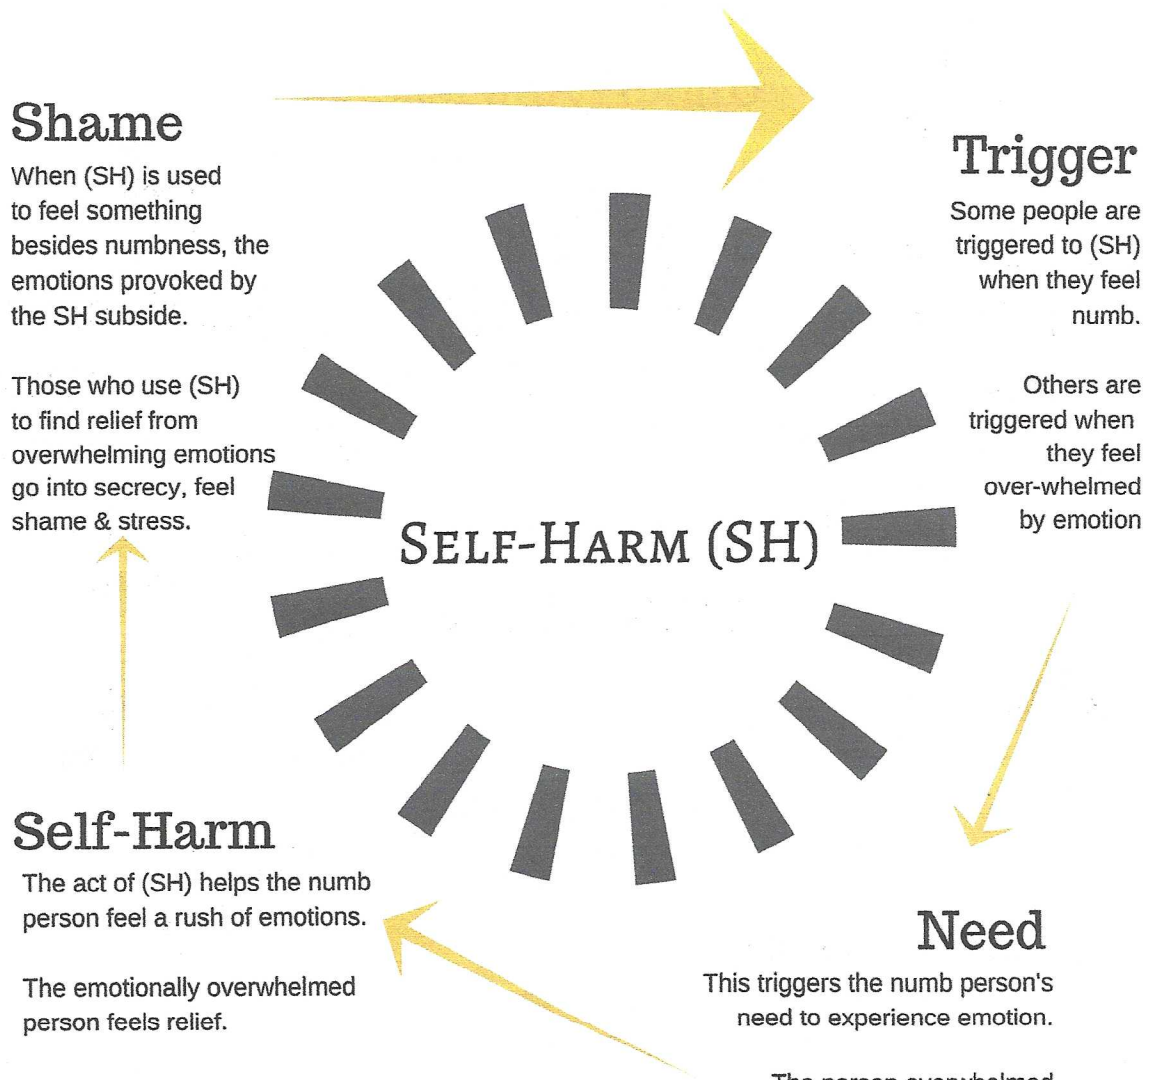 Shame
When (SH) is used
to feel something
besides numbness, the
emotions provoked by
the SH subside.
Those who use (SH)
to find relief from
overwhelming emotions
go into secrecy, feel
shame & stress.
Trigger
Some people are
triggered to (SH)
when they feel
numb.
Others are
triggered when
they feel
over-whelmed
by emotion
SELF-HARM (SH)
Self-Harm
The act of (SH) helps the numb
person feel a rush of emotions.
The emotionally overwhelmed
person feels relief.
Need
This triggers the numb person's
need to experience emotion.
The person overwhelmed